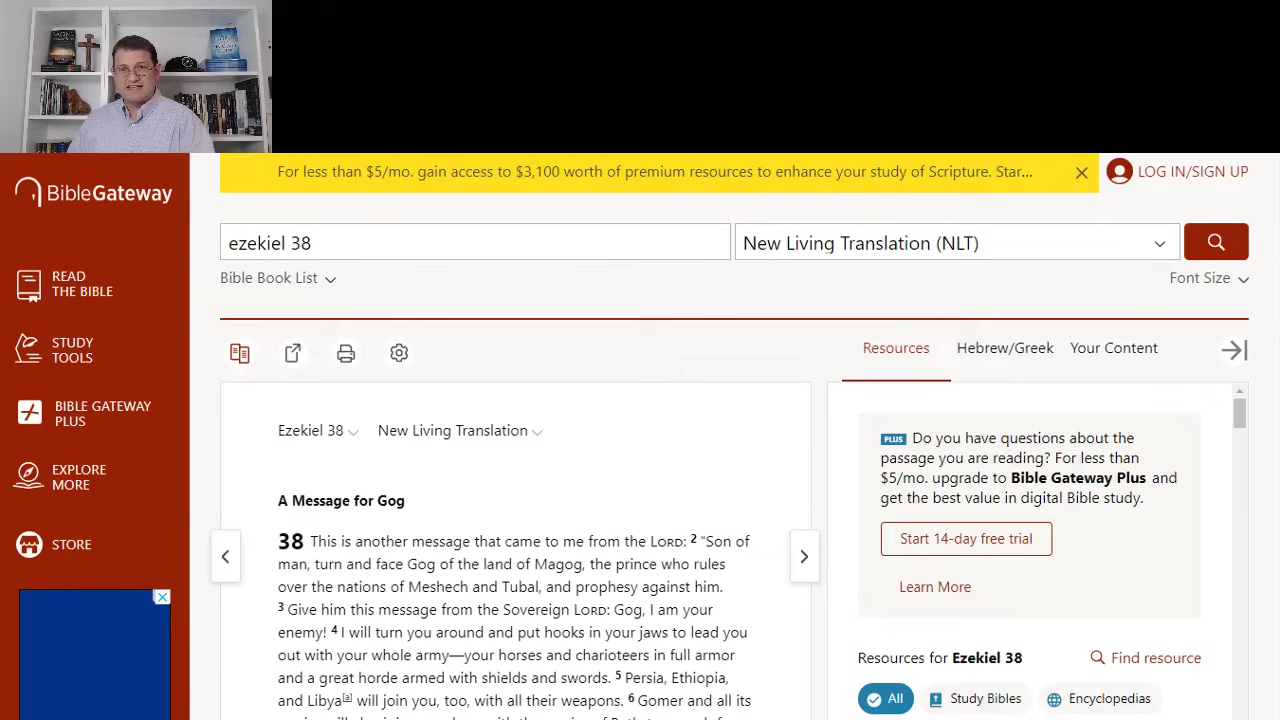 For less than $5/mo. gain access to $3,100 worth of premium resources to enhance your study of Scripture. Star...
LOG IN/SIGN UP
BibleGateway
ezekiel 38
New Living Translation (NLT)
Bible Book List
Font Size
READ
THE BIBLE
STUDY
TOOLS
BIBLE GATEWAY
PLUS
EXPLORE
MORE
STORE
Resources
Hebrew/Greek
Your Content
Ezekiel 38
New Living Translation
A Message for Gog
38 This is another message that came to me from the LORD: 2 “Son of
man, turn and face Gog of the land of Magog, the prince who rules
over the nations of Meshech and Tubal, and prophesy against him.
3 Give him this message from the Sovereign LORD: Gog, I am your
enemy! 4 I will turn you around and put hooks in your jaws to lead you
out with your whole army—your horses and charioteers in full armor
and a great horde armed with shields and swords. 5 Persia, Ethiopia,
and Libya[a] will join you, too, with all their weapons. 6 Gomer and all its
PLUS Do you have questions about the
passage you are reading? For less than
$5/mo. upgrade to Bible Gateway Plus and
get the best value in digital Bible study.
Start 14-day free trial
Learn More
Resources for Ezekiel 38
Find resource
All
Study Bibles
Encyclopedias